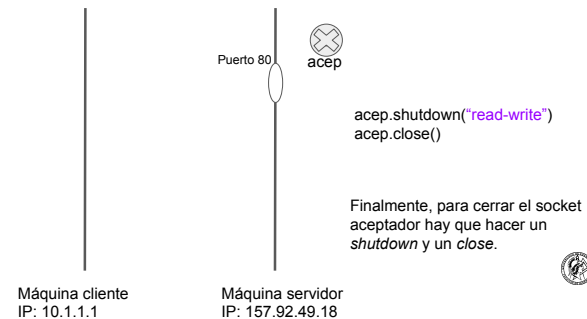 Puerto 80
acep
acep.shutdown(“read-write”)
acep.close()
Finalmente, para cerrar el socket
aceptador hay que hacer un
shutdown y un close.
Máquina cliente
IP: 10.1.1.1
Máquina servidor
IP: 157.92.49.18